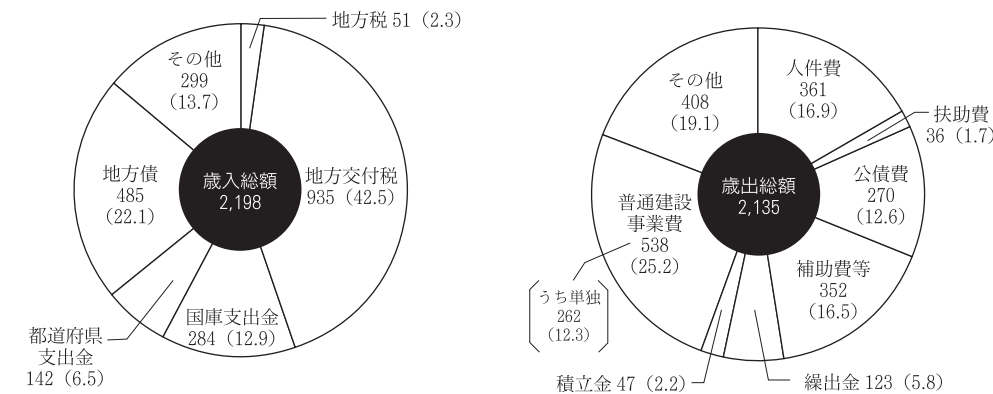 地方税 51 (2.3)
その他
299
(13.7)
地方債
485
(22.1)
歳入総額
2,198
地方交付税
935 (42.5)
国庫支出金
284 (12.9)
都道府県
支出金
142 (6.5)
人件費
361
(16.9)
その他
408
(19.1)
扶助費
36 (1.7)
公債費
270
(12.6)
歳出総額
2,135
普通建設
事業費
538
(25.2)
うち単独
262
(12.3)
補助費等
352
(16.5)
積立金 47 (2.2)
繰出金 123 (5.8)